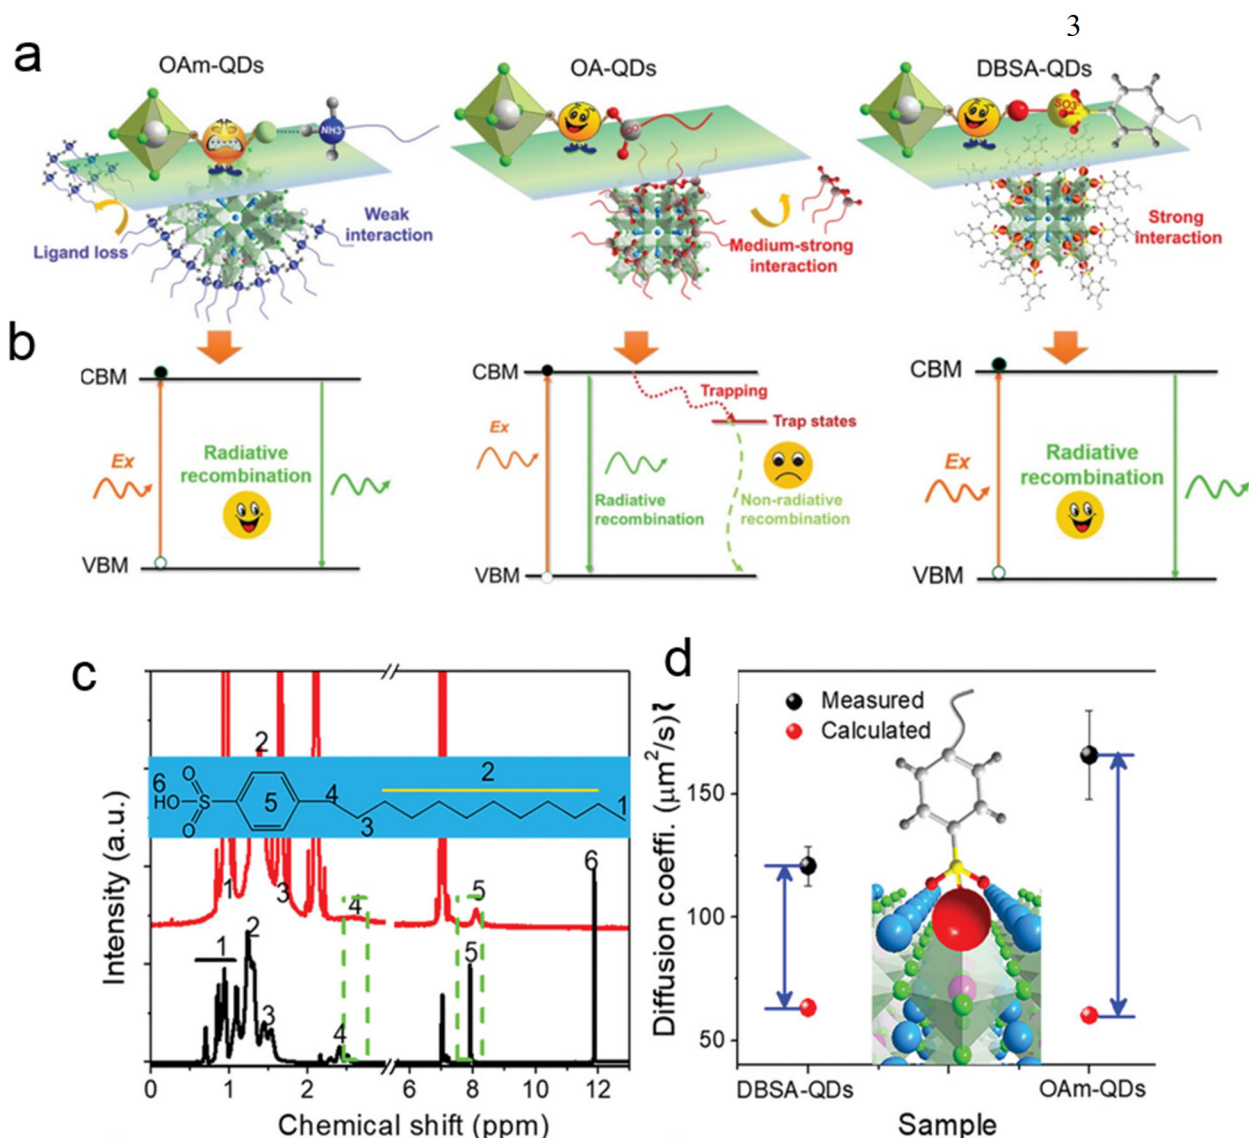 3
a
OAm-QDs
OA-QDs
DBSA-QDs
NH3+
SO3-
Weak
interaction
Ligand loss
Medium-strong
interaction
Strong
Interaction
b
CBM
Ex
Radiative
recombination
VBM
CBM
Trapping
Trap states
Ex
Radiative
recombination
Non-radiative
recombination
VBM
CBM
Ex
Radiative
recombination
VBM
c
Intensity (a.u.)
2
6
HO
S
O
O
5
4
3
2
1
1
3
4
5
6
1
2
3
4
5
0 1 2 6 8 10 12
Chemical shift (ppm)
d
Diffusion coeffi. (μm²/s)
Measured
Calculated
150
100
50
DBSA-QDs
OAm-QDs
Sample